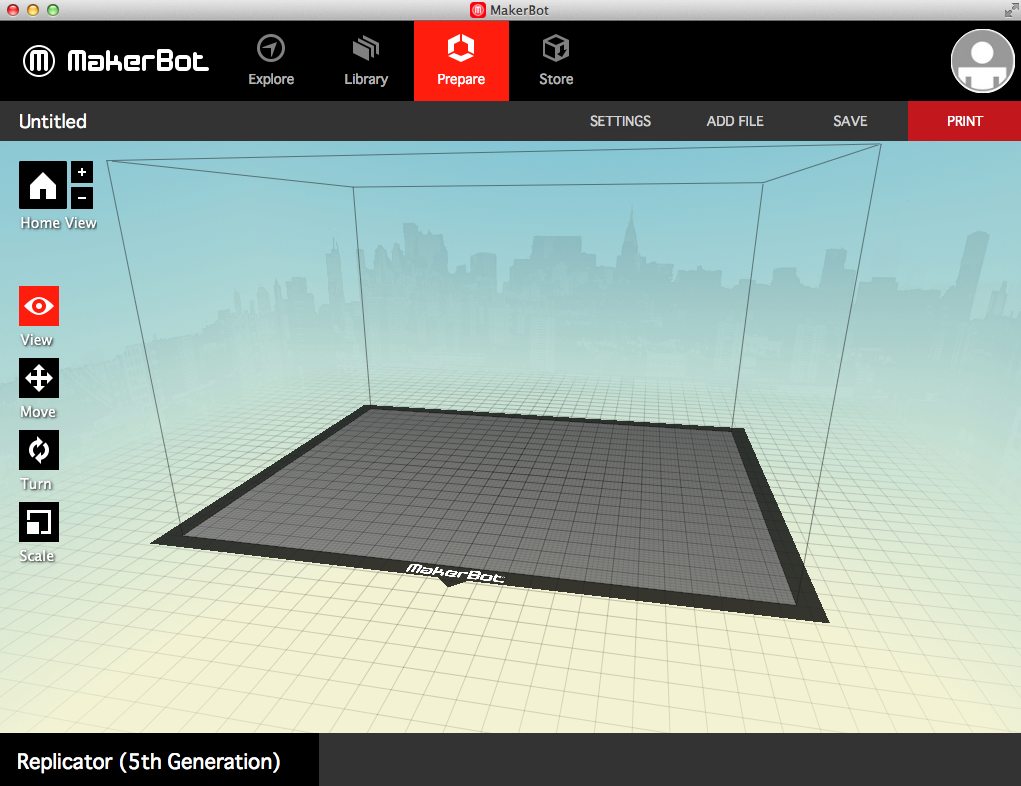 MakerBot
MakerBot
Explore
Library
Prepare
Store
Untitled
SETTINGS
ADD FILE
SAVE
PRINT
+
−
Home View
View
Move
Turn
Scale
MakerBot
Replicator (5th Generation)